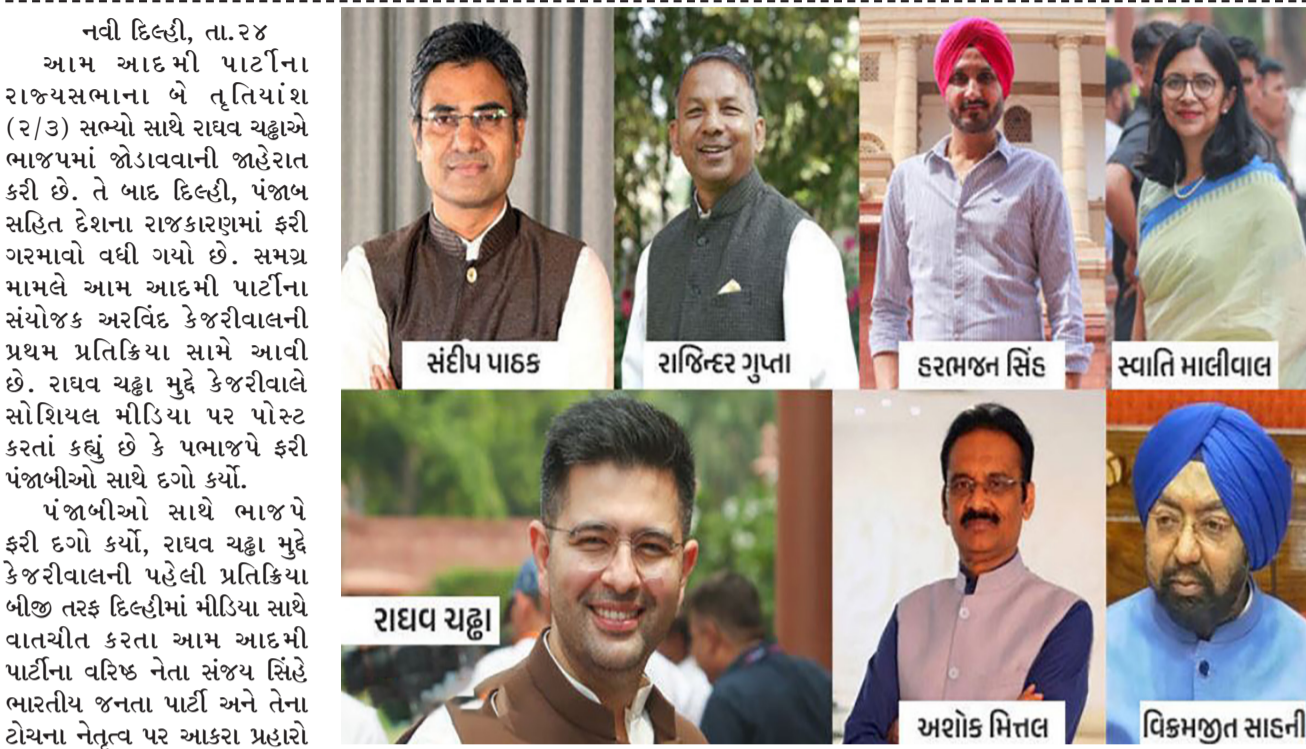 નવી દિલ્હી, તા.૨૪
આમ આદમી પાર્ટીના
રાજ્યસભાના બે તૃતિયાંશ
(૨/૩) સભ્યો સાથે રાઘવ ચઢ્ઢાએ
ભાજપમાં જોડાવવાની જાહેરાત
કરી છે. તે બાદ દિલ્હી, પંજાબ
સહિત દેશના રાજકારણમાં ફરી
ગરમાવો વધી ગયો છે. સમગ્ર
મામલે આમ આદમી પાર્ટીના
સંયોજક અરવિંદ કેજરીવાલની
પ્રથમ પ્રતિક્રિયા સામે આવી
છે. રાઘવ ચઢ્ઢા મુદ્દે કેજરીવાલે
સોશિયલ મીડિયા પર પોસ્ટ
કરતાં કહ્યું છે કે પભાજપે ફરી
પંજાબીઓ સાથે દગો કર્યો.
પંજાબીઓ સાથે ભાજપે
ફરી દગો કર્યો, રાઘવ ચઢ્ઢા મુદ્દે
કેજરીવાલની પહેલી પ્રતિક્રિયા
બીજી તરફ દિલ્હીમાં મીડિયા સાથે
વાતચીત કરતા આમ આદમી
પાર્ટીના વરિષ્ઠ નેતા સંજય સિંહે
ભારતીય જનતા પાર્ટી અને તેના
ટોચના નેતૃત્વ પર આકરા પ્રહારો
સંદીપ પાઠક
રાજિન્દર ગુપ્તા
હરભજન સિંહ
સ્વાતિ માલીવાલ
રાઘવ ચઢ્ઢા
અશોક મિત્તલ
વિક્રમજીત સાહની